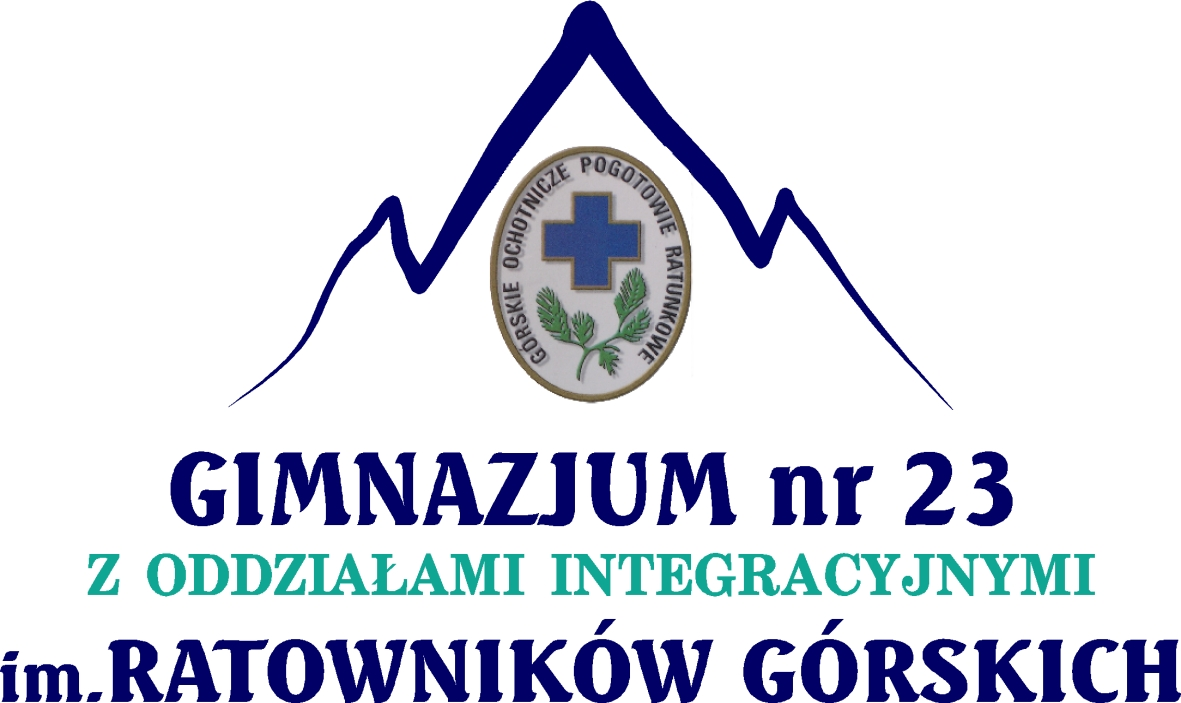 GÓRSKIE OCHOTNICZE POGOTOWIE RATUNKOWE
GIMNAZJUM nr 23
Z ODDZIAŁAMI INTEGRACYJNYMI
im.RATOWNIKÓW GÓRSKICH